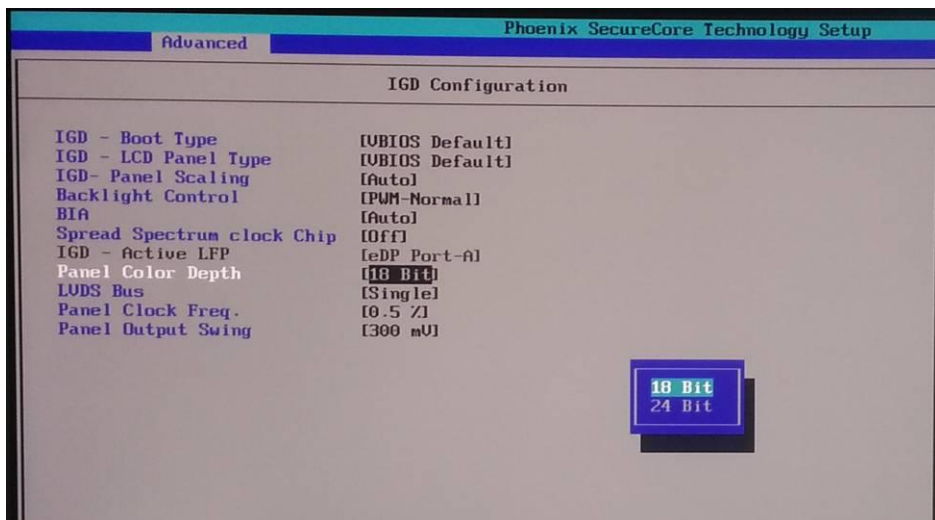 Phoenix SecureCore Technology Setup
Advanced
IGD Configuration
IGD - Boot Type [VBIOS Default]
IGD - LCD Panel Type [VBIOS Default]
IGD- Panel Scaling [Auto]
Backlight Control [PWM-Normal]
BIA [Auto]
Spread Spectrum clock Chip [Off]
IGD - Active LFP [eDP Port-A]
Panel Color Depth [18 Bit]
LVDS Bus [Single]
Panel Clock Freq. [0.5 %]
Panel Output Swing [300 mV]
18 Bit
24 Bit